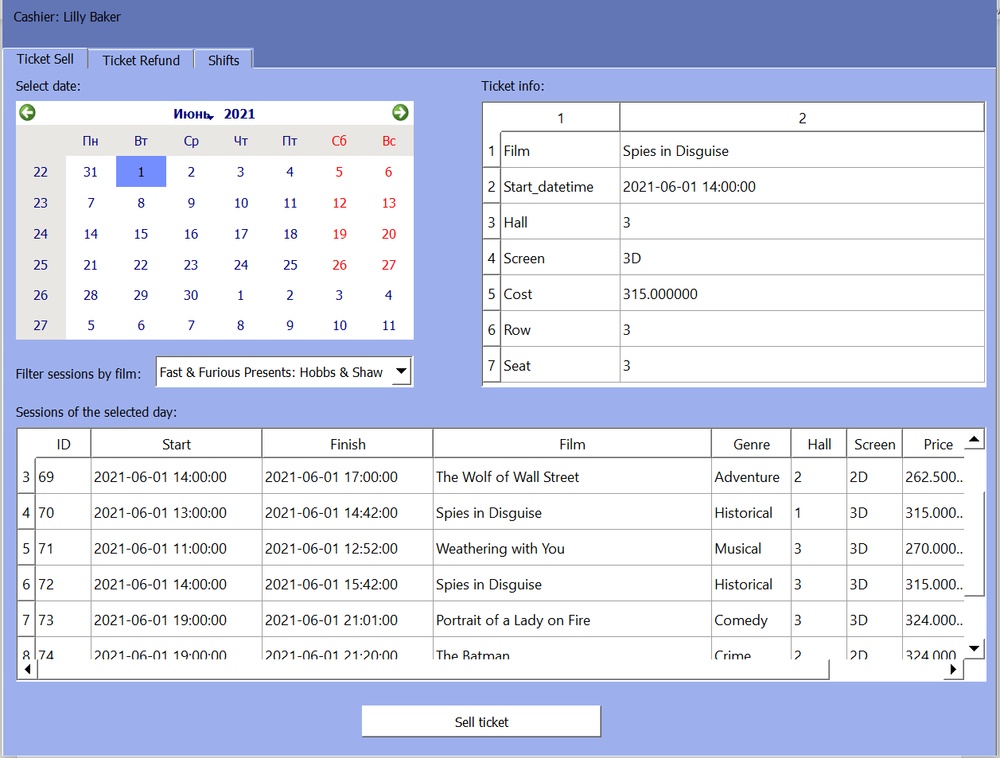 Cashier: Lilly Baker
Ticket Sell Ticket Refund Shifts
Select date:
Июнь 2021
Пн Вт Ср Чт Пт Сб Вс
22 31 1 2 3 4 5 6
23 7 8 9 10 11 12 13
24 14 15 16 17 18 19 20
25 21 22 23 24 25 26 27
26 28 29 30 1 2 3 4
27 5 6 7 8 9 10 11
Filter sessions by film: Fast & Furious Presents: Hobbs & Shaw
Ticket info:
1 2
1 Film Spies in Disguise
2 Start_datetime 2021-06-01 14:00:00
3 Hall 3
4 Screen 3D
5 Cost 315.000000
6 Row 3
7 Seat 3
Sessions of the selected day:
ID Start Finish Film Genre Hall Screen Price
3 69 2021-06-01 14:00:00 2021-06-01 17:00:00 The Wolf of Wall Street Adventure 2 2D 262.500..
4 70 2021-06-01 13:00:00 2021-06-01 14:42:00 Spies in Disguise Historical 1 3D 315.000..
5 71 2021-06-01 11:00:00 2021-06-01 12:52:00 Weathering with You Musical 3 3D 270.000..
6 72 2021-06-01 14:00:00 2021-06-01 15:42:00 Spies in Disguise Historical 3 3D 315.000..
7 73 2021-06-01 19:00:00 2021-06-01 21:01:00 Portrait of a Lady on Fire Comedy 3 3D 324.000..
8 74 2021-06-01 19:00:00 2021-06-01 21:20:00 The Batman Crime 2 2D 324.000
Sell ticket